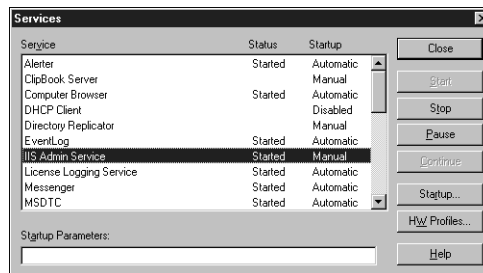 Services
Service Status Startup
Alerter Started Automatic
ClipBook Server Manual
Computer Browser Started Automatic
DHCP Client Disabled
Directory Replicator Manual
EventLog Started Automatic
IIS Admin Service Started Manual
License Logging Service Started Automatic
Messenger Started Automatic
MSDTC Started Automatic
Startup Parameters:
Close
Start
Stop
Pause
Continue
Startup...
HW Profiles...
Help